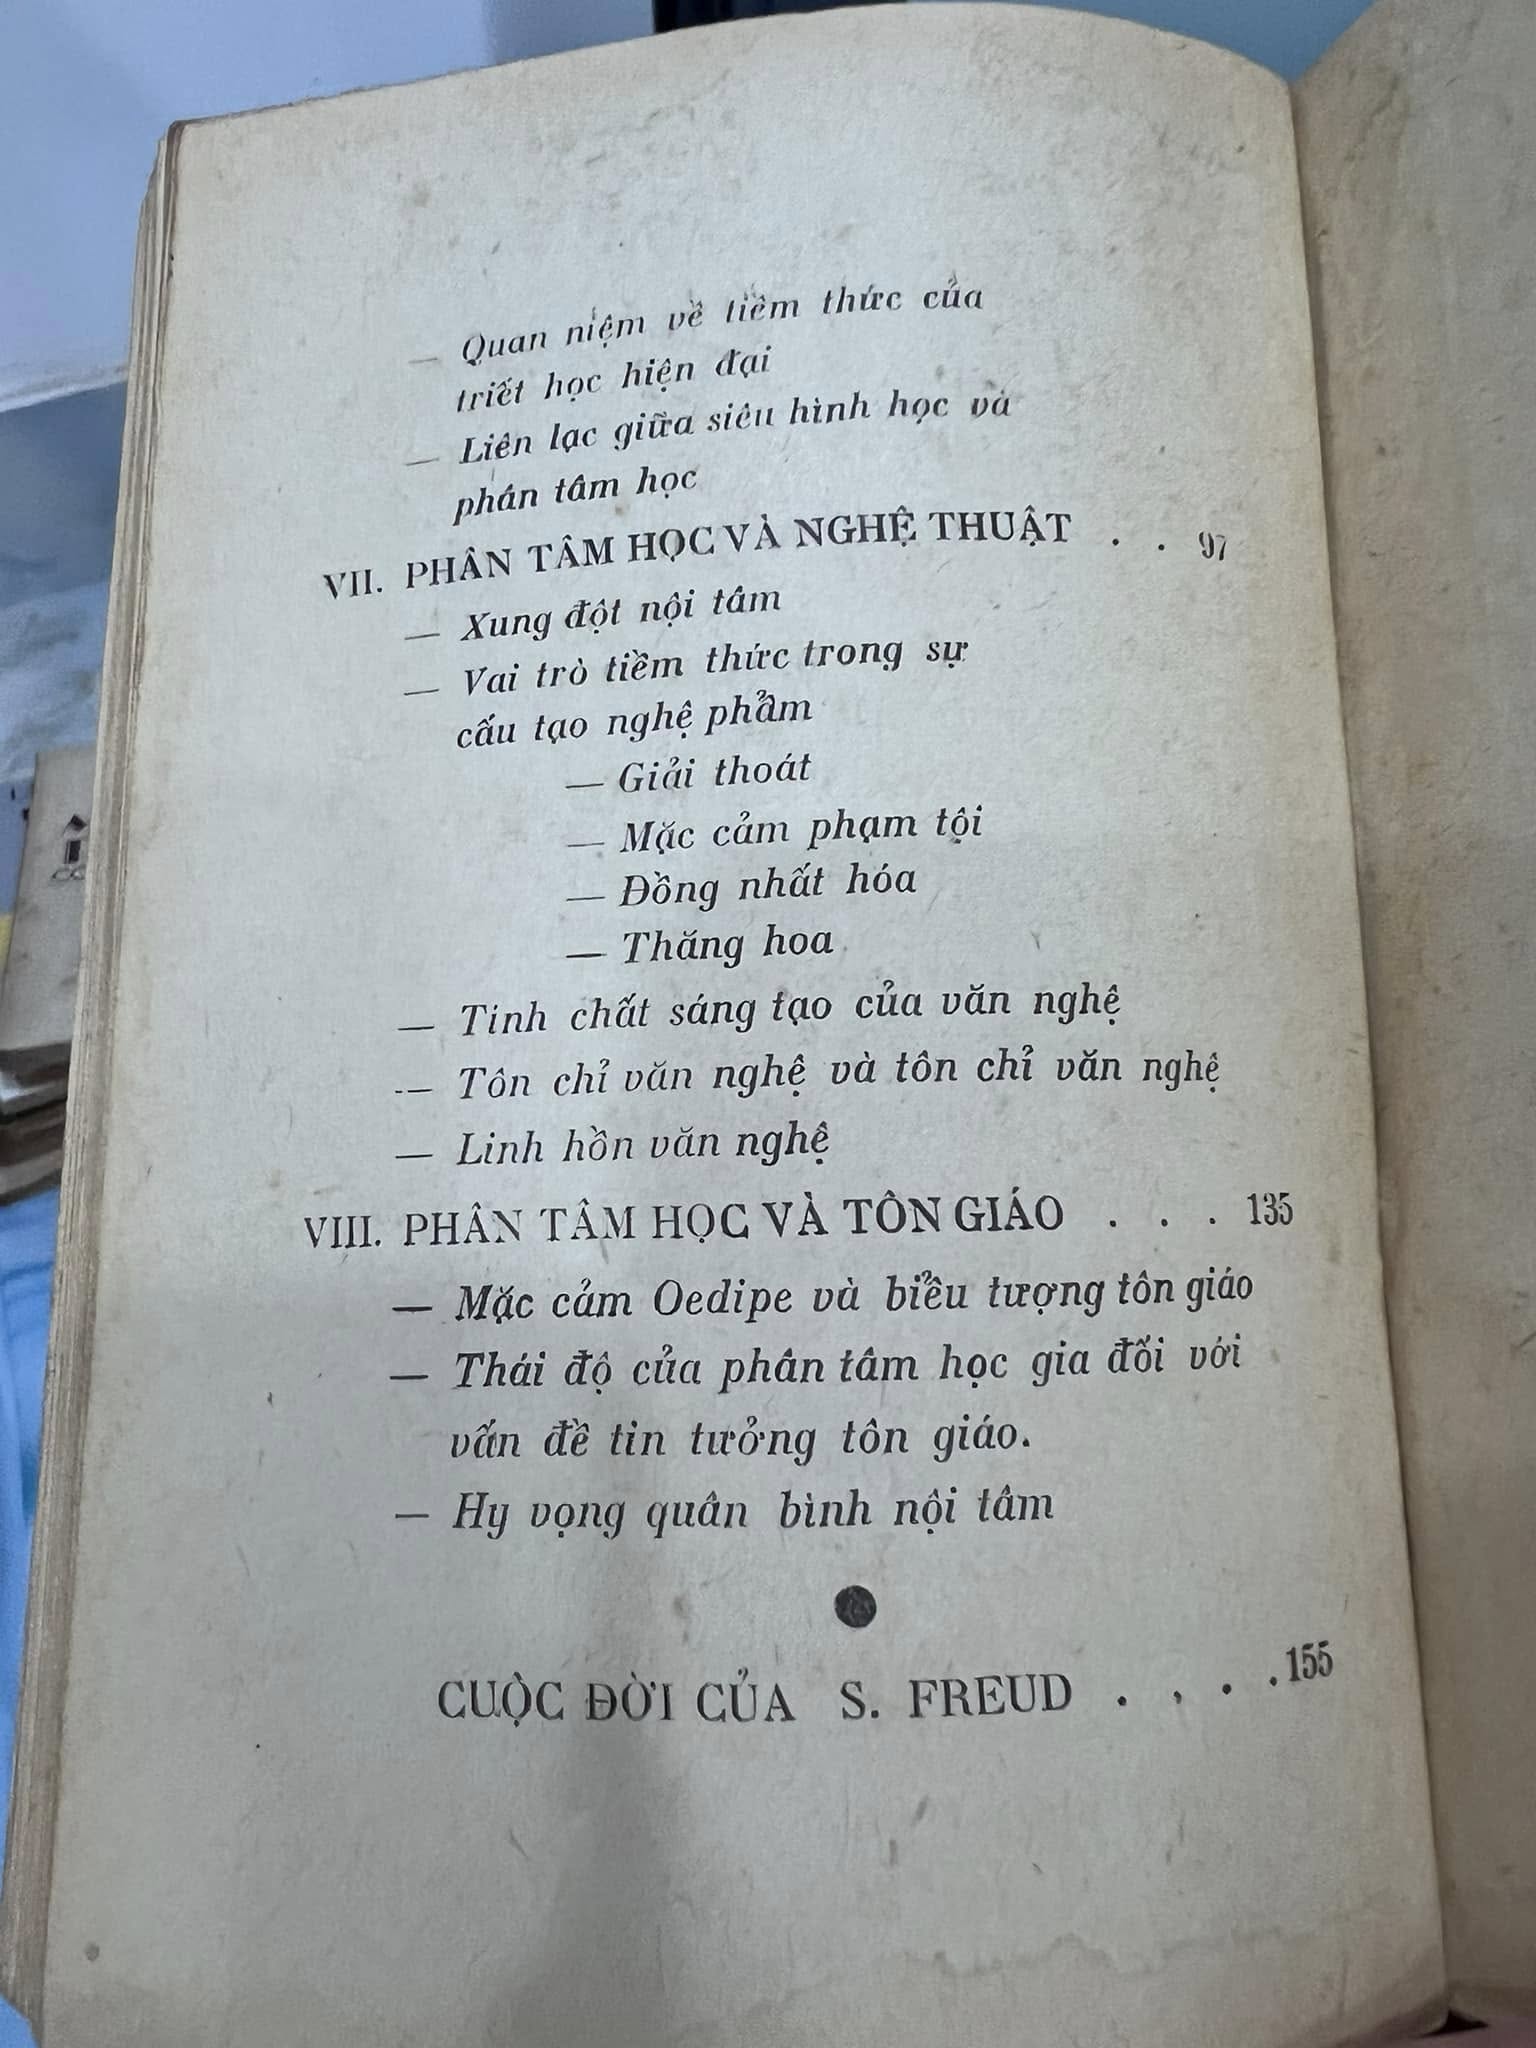 — Quan niệm về tiềm thức của
triết học hiện đại
— Liên lạc giữa siêu hình học và
phân tâm học
VII. PHÂN TÂM HỌC VÀ NGHỆ THUẬT . . 97
— Xung đột nội tâm
— Vai trò tiềm thức trong sự
cấu tạo nghệ phẩm
— Giải thoát
— Mặc cảm phạm tội
— Đồng nhất hóa
— Thăng hoa
— Tính chất sáng tạo của văn nghệ
— Tôn chỉ văn nghệ và tôn chỉ văn nghệ
— Linh hồn văn nghệ
VIII. PHÂN TÂM HỌC VÀ TÔN GIÁO . . . 135
— Mặc cảm Oedipe và biểu tượng tôn giáo
— Thái độ của phân tâm học gia đối với
vấn đề tin tưởng tôn giáo.
— Hy vọng quân bình nội tâm
CUỘC ĐỜI CỦA S. FREUD . . . . 155